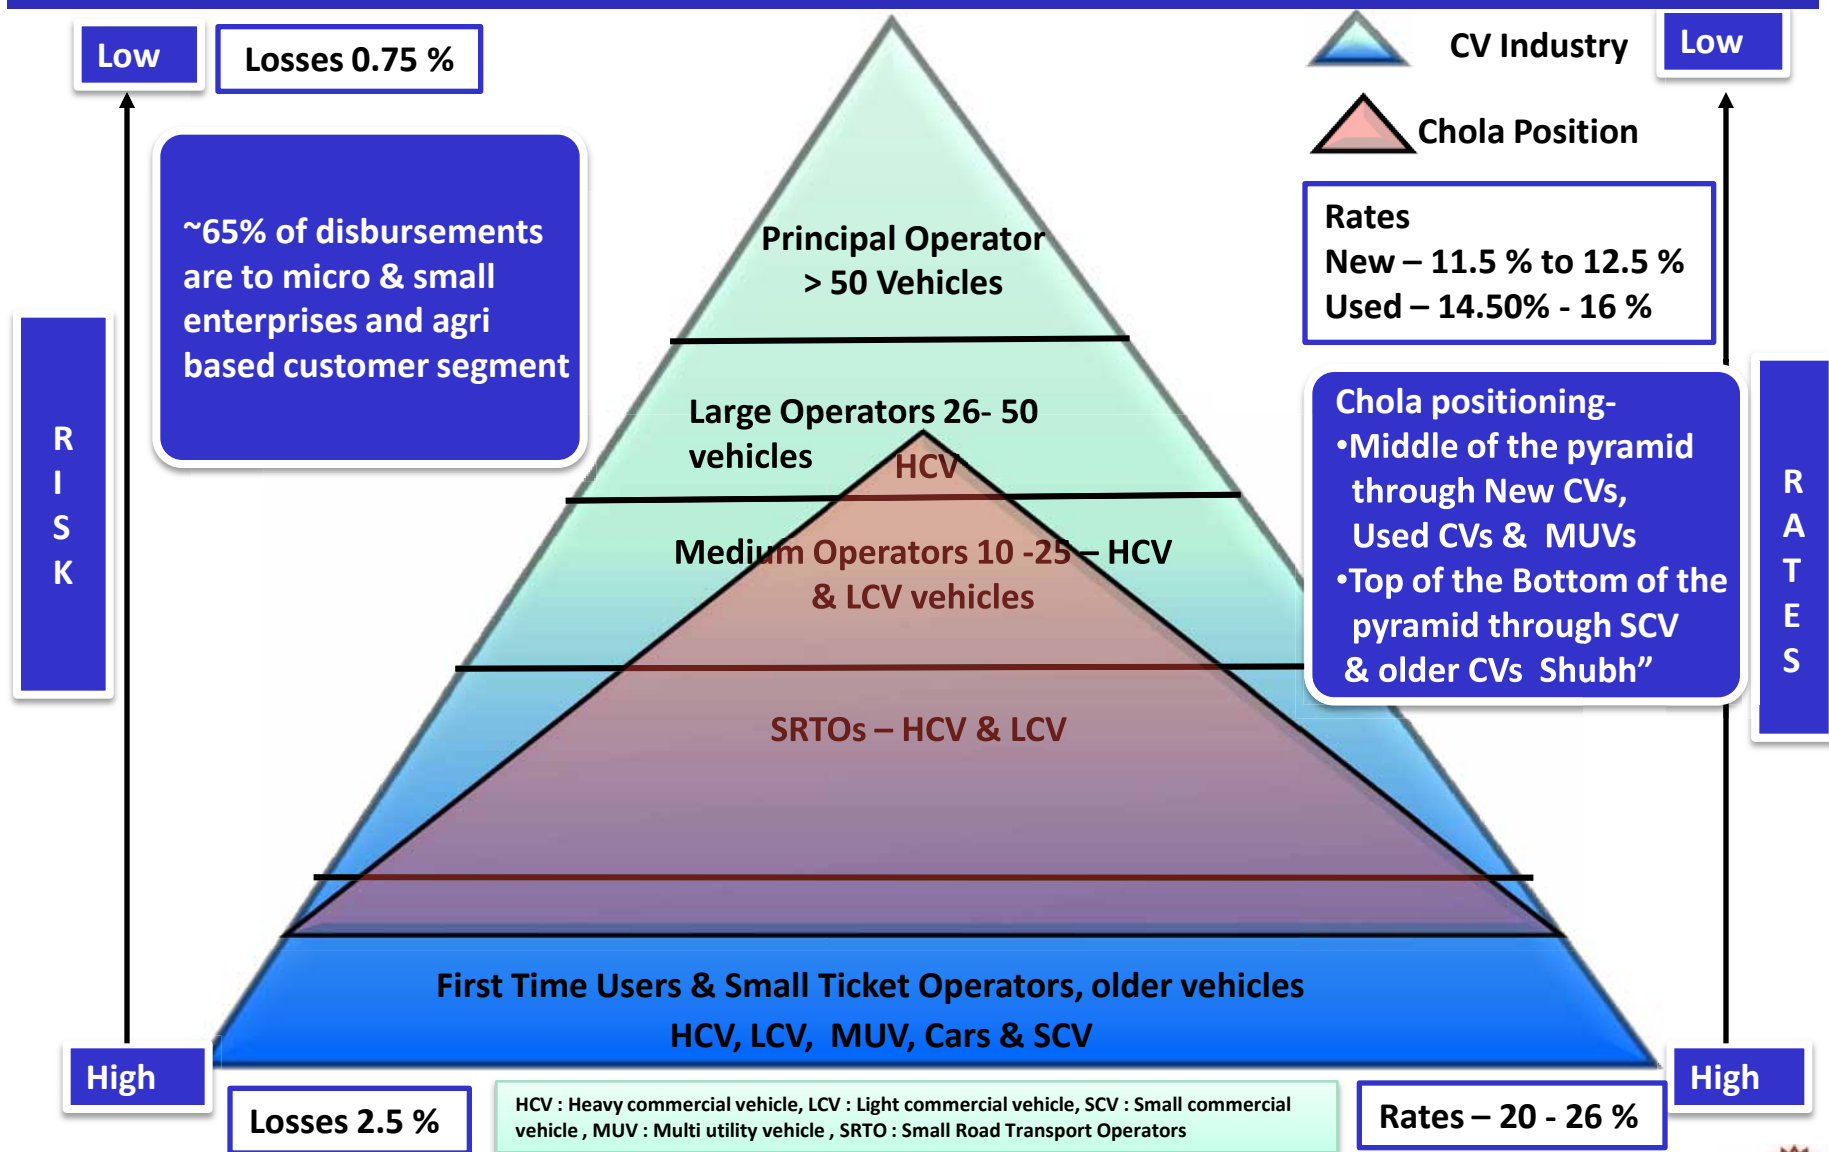 Low
Losses 0.75 %
CV Industry
Low
Chola Position
~65% of disbursements
are to micro & small
enterprises and agri
based customer segment
Rates
New – 11.5 % to 12.5 %
Used – 14.50% - 16 %
Principal Operator
> 50 Vehicles
Large Operators 26- 50
vehicles
HCV
Medium Operators 10 -25 – HCV
& LCV vehicles
SRTOs – HCV & LCV
Chola positioning-
•Middle of the pyramid
through New CVs,
Used CVs & MUVs
•Top of the Bottom of the
pyramid through SCV
& older CVs Shubh”
R
I
S
K
R
A
T
E
S
First Time Users & Small Ticket Operators, older vehicles
HCV, LCV, MUV, Cars & SCV
High
High
Losses 2.5 %
HCV : Heavy commercial vehicle, LCV : Light commercial vehicle, SCV : Small commercial
vehicle , MUV : Multi utility vehicle , SRTO : Small Road Transport Operators
Rates – 20 - 26 %